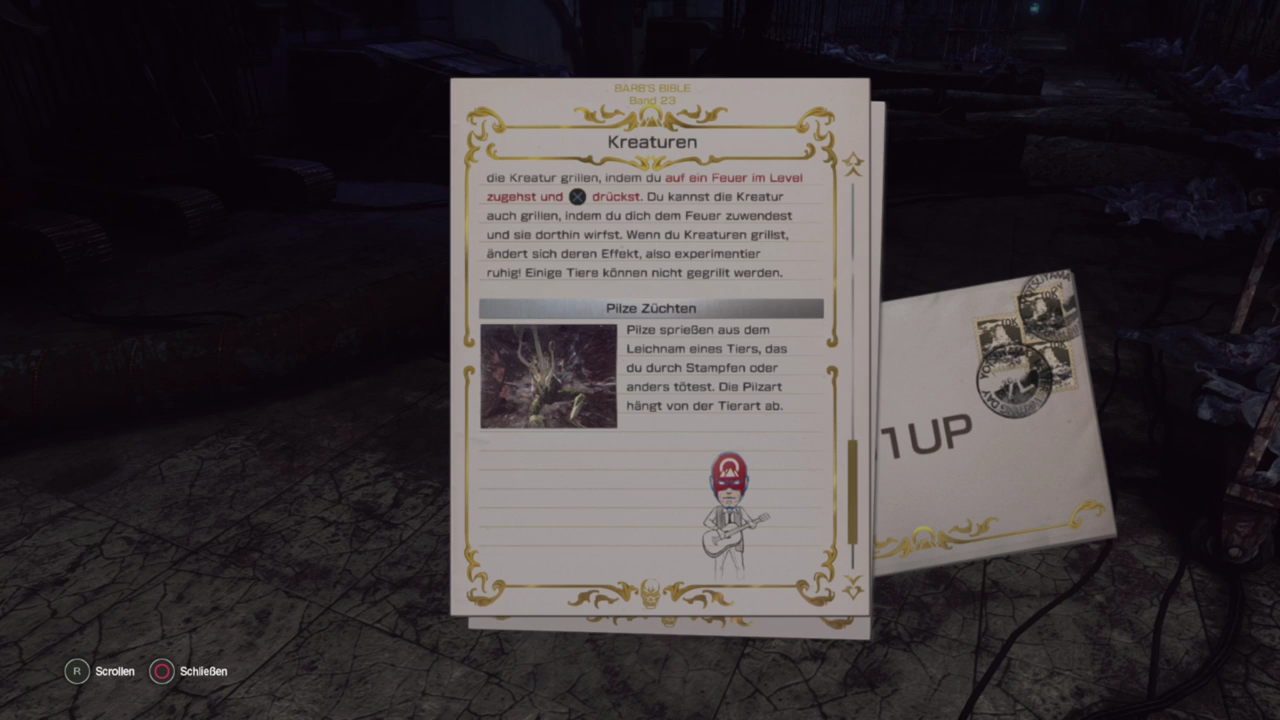 BARB'S BIBLE
Band 23
Kreaturen
die Kreatur grillen, indem du auf ein Feuer im Level
zugehst und drückst. Du kannst die Kreatur
auch grillen, indem du dich dem Feuer zuwendest
und sie dorthin wirfst. Wenn du Kreaturen grillst,
ändert sich deren Effekt, also experimentier
ruhig! Einige Tiere können nicht gegrillt werden.
Pilze Züchten
Pilze sprießen aus dem
Leichnam eines Tiers, das
du durch Stampfen oder
anders tötest. Die Pilzart
hängt von der Tierart ab.
1UP
R Scrollen Schließen